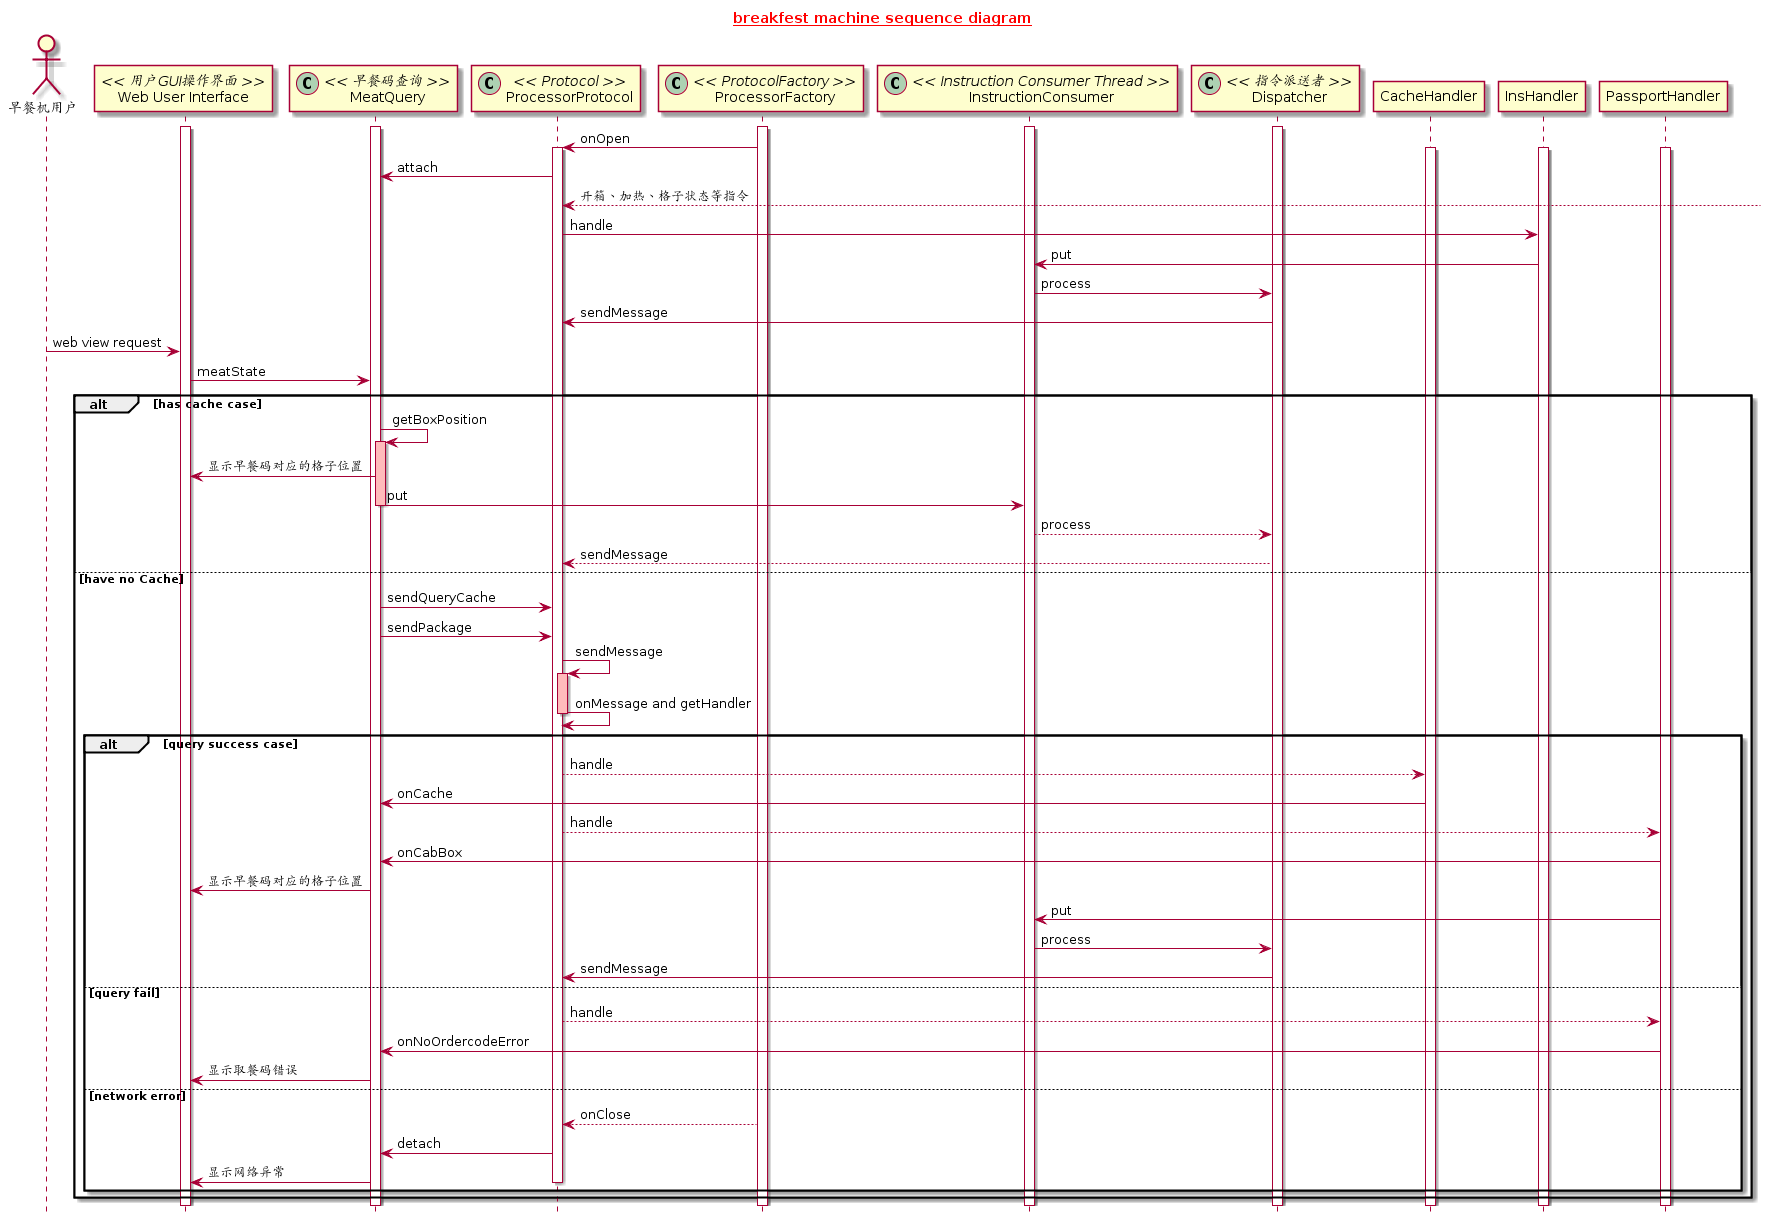 breakfest machine sequence diagram
早餐机用户
<< 用户GUI操作界面 >>
Web User Interface
C << 早餐码查询 >>
MeatQuery
C << Protocol >>
ProcessorProtocol
C << ProtocolFactory >>
ProcessorFactory
C << Instruction Consumer Thread >>
InstructionConsumer
C << 指令派送者 >>
Dispatcher
CacheHandler
InsHandler
PassportHandler
onOpen
attach
开箱、加热、格子状态等指令
handle
put
process
sendMessage
web view request
meatState
alt [has cache case]
getBoxPosition
显示早餐码对应的格子位置
put
process
sendMessage
[have no Cache]
sendQueryCache
sendPackage
sendMessage
onMessage and getHandler
alt [query success case]
handle
onCache
handle
onCabBox
显示早餐码对应的格子位置
put
process
sendMessage
[query fail]
handle
onNoOrdercodeError
显示取餐码错误
[network error]
onClose
detach
显示网络异常